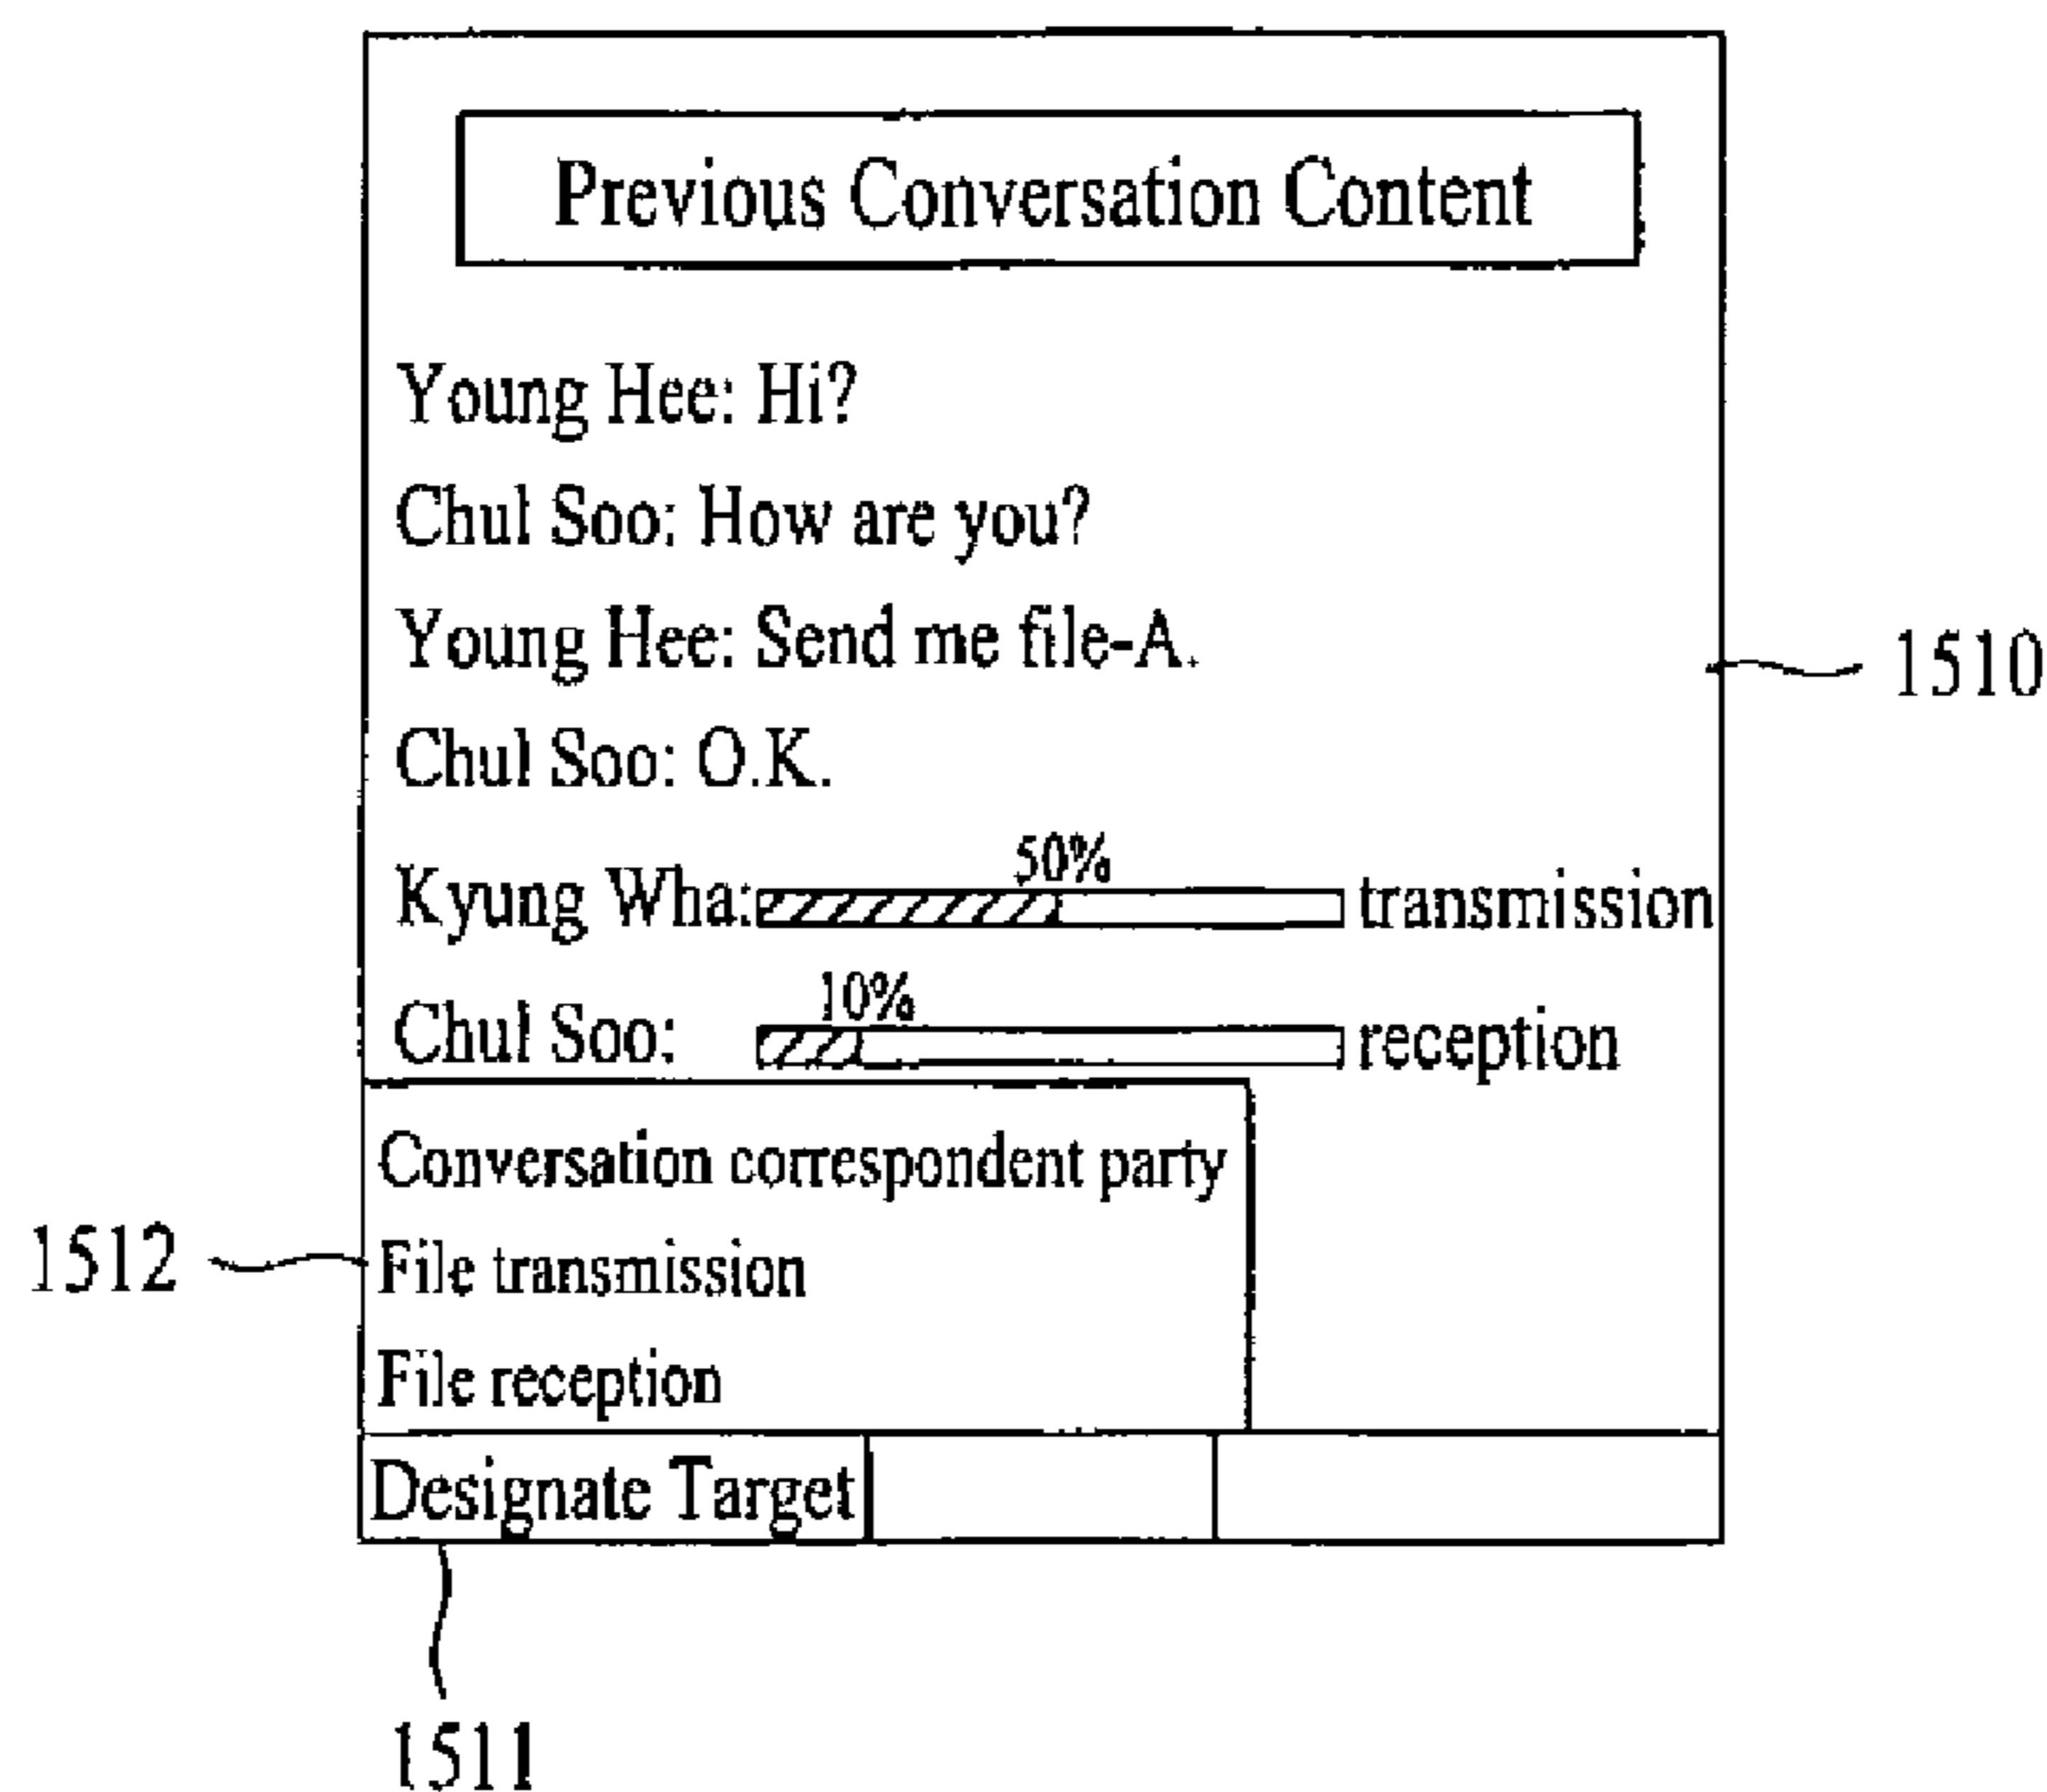 Previous Conversation Content
Young Hee: Hi?
Chul Soo: How are you?
Young Hee: Send me file-A.
Chul Soo: O.K.
50%
Kyung Wha: transmission
10%
Chul Soo: reception
Conversation correspondent party
File transmission
File reception
Designate Target
1510
1512
1511